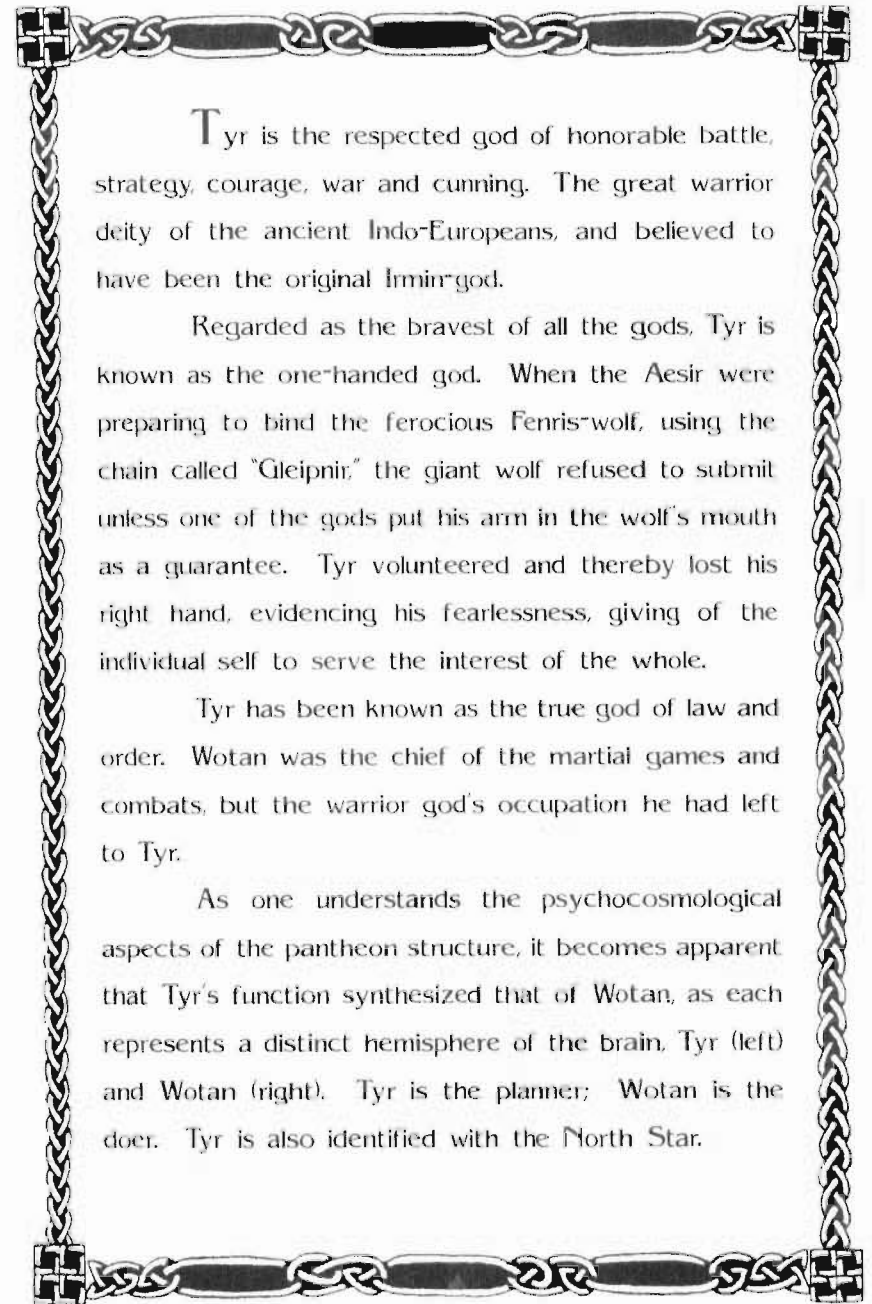 Tyr is the respected god of honorable battle,
strategy, courage, war and cunning. The great warrior
deity of the ancient Indo-Europeans, and believed to
have been the original Irmin-god.
Regarded as the bravest of all the gods, Tyr is
known as the one-handed god. When the Aesir were
preparing to bind the ferocious Fenris-wolf, using the
chain called "Gleipnir," the giant wolf refused to submit
unless one of the gods put his arm in the wolf's mouth
as a guarantee. Tyr volunteered and thereby lost his
right hand, evidencing his fearlessness, giving of the
individual self to serve the interest of the whole.
Tyr has been known as the true god of law and
order. Wotan was the chief of the martial games and
combats, but the warrior god's occupation he had left
to Tyr.
As one understands the psychocosmological
aspects of the pantheon structure, it becomes apparent
that Tyr's function synthesized that of Wotan, as each
represents a distinct hemisphere of the brain, Tyr (left)
and Wotan (right). Tyr is the planner; Wotan is the
doer. Tyr is also identified with the North Star.